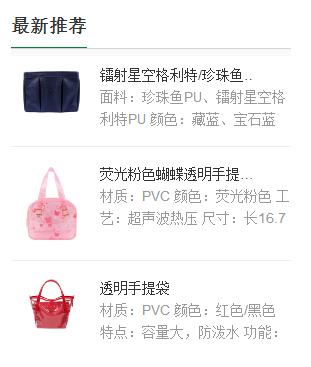 最新推荐
镭射星空格利特/珍珠鱼..
面料：珍珠鱼PU、镭射星空格
利特PU 颜色：藏蓝、宝石蓝
荧光粉色蝴蝶透明手提...
材质：PVC 颜色：荧光粉色 工
艺：超声波热压 尺寸：长16.7
透明手提袋
材质：PVC 颜色：红色/黑色
特点：容量大，防泼水 功能：